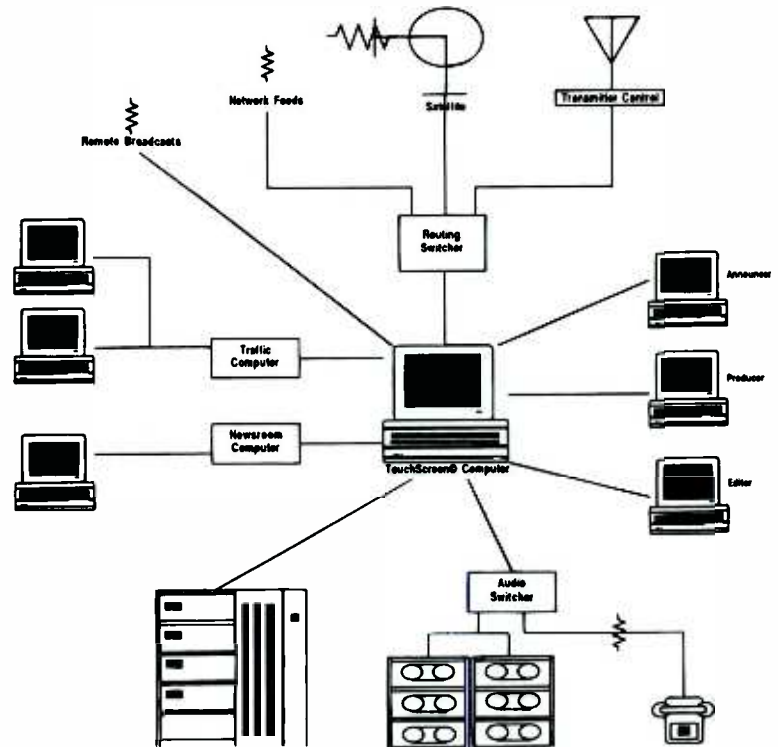 Network Feeds
Satellite
Transmitter Control
Remote Broadcasts
Routing
Switcher
Announcer
Traffic
Computer
Producer
Newsroom
Computer
TouchScreen® Computer
Editor
Audio
Switcher